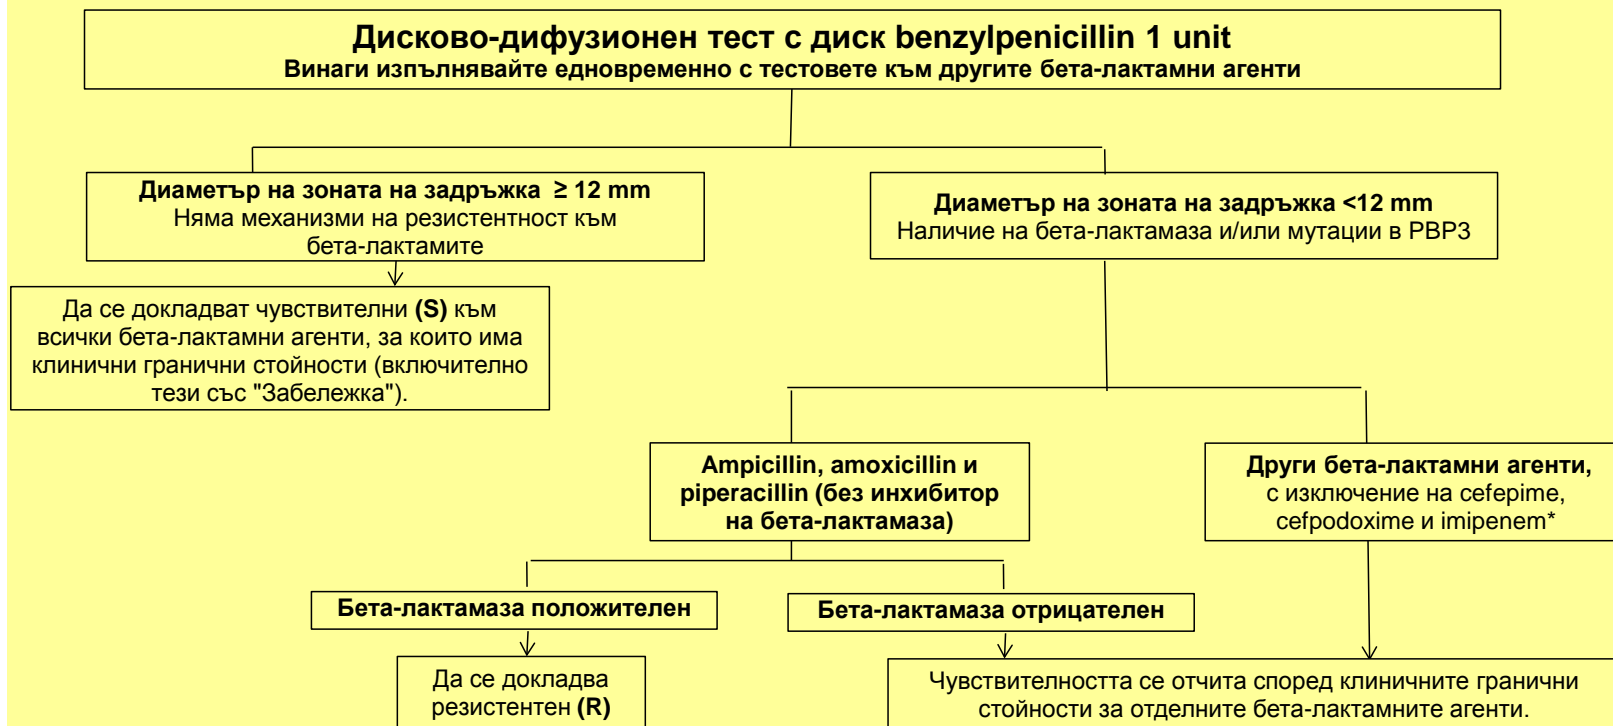 Дисково-дифузионен тест с диск benzylpenicillin 1 unit
Винаги изпълнявайте едновременно с тестовете към другите бета-лактамни агенти
Диаметър на зоната на задръжка ≥ 12 mm
Няма механизми на резистентност към
бета-лактамите
Диаметър на зоната на задръжка <12 mm
Наличие на бета-лактамаза и/или мутации в PBP3
Да се докладват чувствителни (S) към
всички бета-лактамни агенти, за които има
клинични гранични стойности (включително
тези със "Забележка").
Ampicillin, amoxicillin и
piperacillin (без инхибитор
на бета-лактамаза)
Други бета-лактамни агенти,
с изключение на cefepime,
cefpodoxime и imipenem*
Бета-лактамаза положителен
Бета-лактамаза отрицателен
Да се докладва
резистентен (R)
Чувствителността се отчита според клиничните гранични
стойности за отделните бета-лактамните агенти.